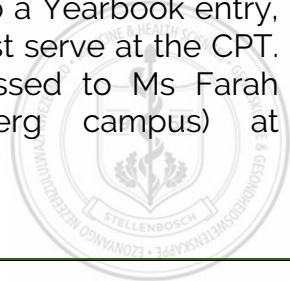 o a Yearbook entry,
st serve at the CPT.
ssed to Ms Farah
erg campus) at
STELLENBOSCH